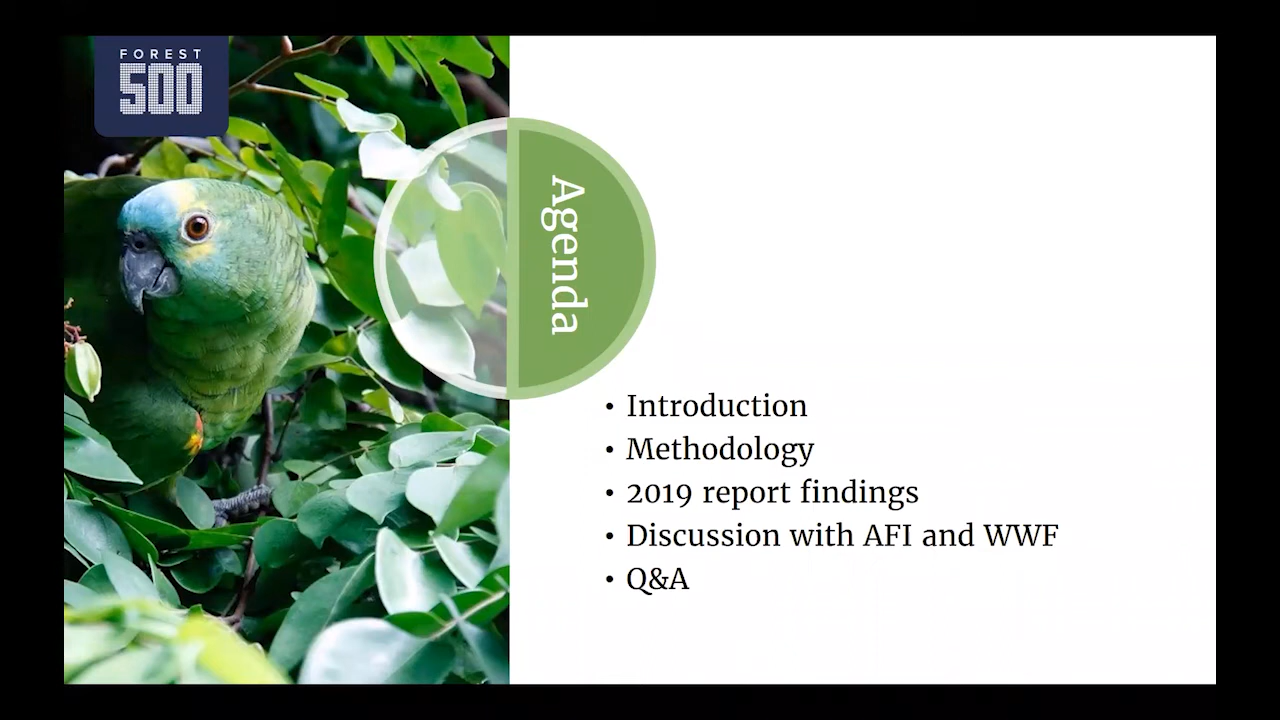 FOREST
500
Agenda
• Introduction
• Methodology
• 2019 report findings
• Discussion with AFI and WWF
• Q&A